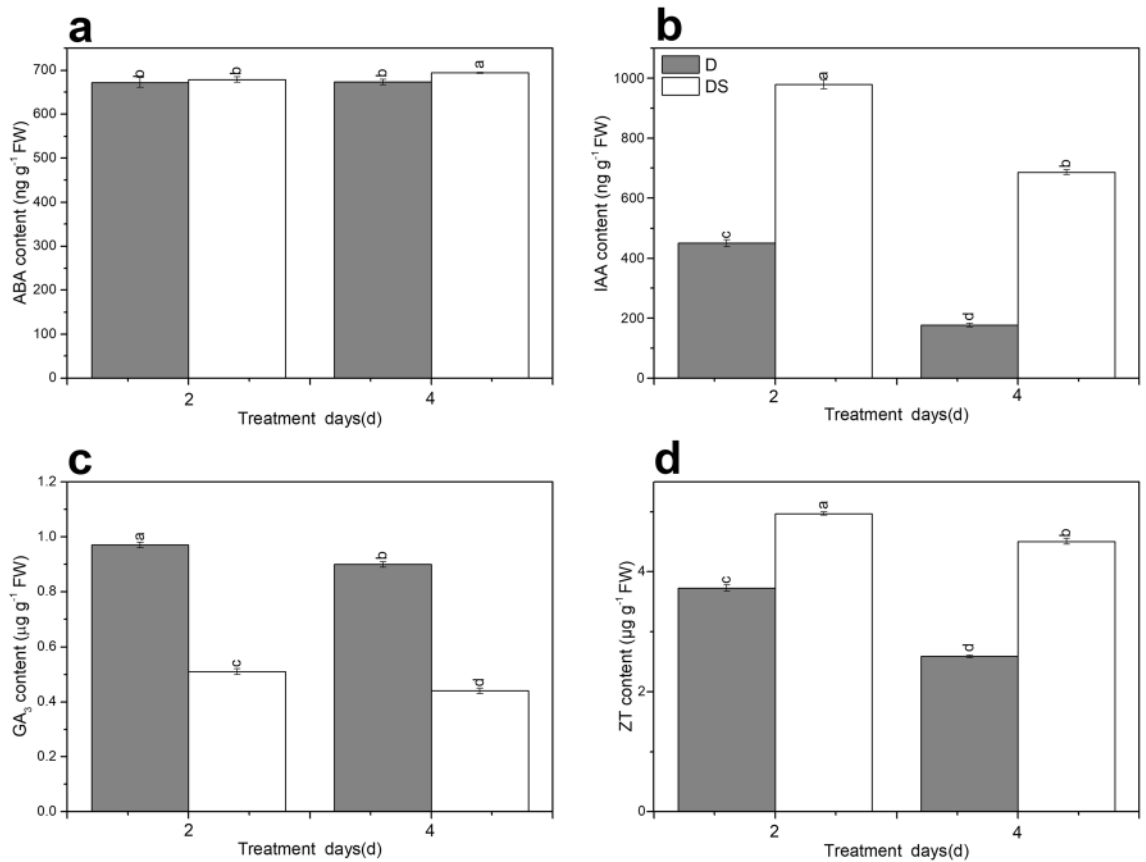 a
700
600
500
400
300
200
100
0
ABA content (ng g⁻¹ FW)
b
b
b
a
2
4
Treatment days(d)
b
D
DS
1000
800
600
400
200
0
IAA content (ng g⁻¹ FW)
c
a
d
b
2
4
Treatment days(d)
c
1.2
1.0
0.8
0.6
0.4
0.2
0.0
GA₃ content (μg g⁻¹ FW)
a
c
b
d
2
4
Treatment days(d)
d
4
2
0
ZT content (μg g⁻¹ FW)
c
a
d
b
2
4
Treatment days(d)